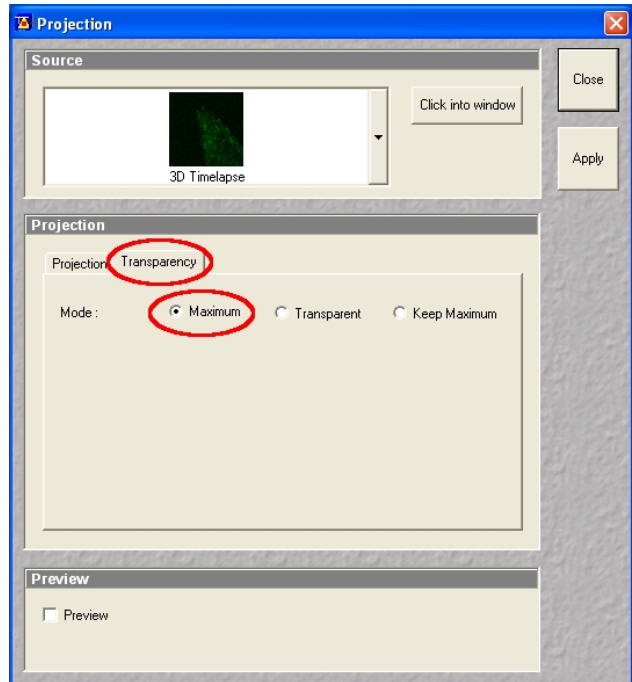 Projection
Source
Close
Click into window
3D Timelapse
Apply
Projection
Projection Transparency
Mode : Maximum Transparent Keep Maximum
Preview
Preview